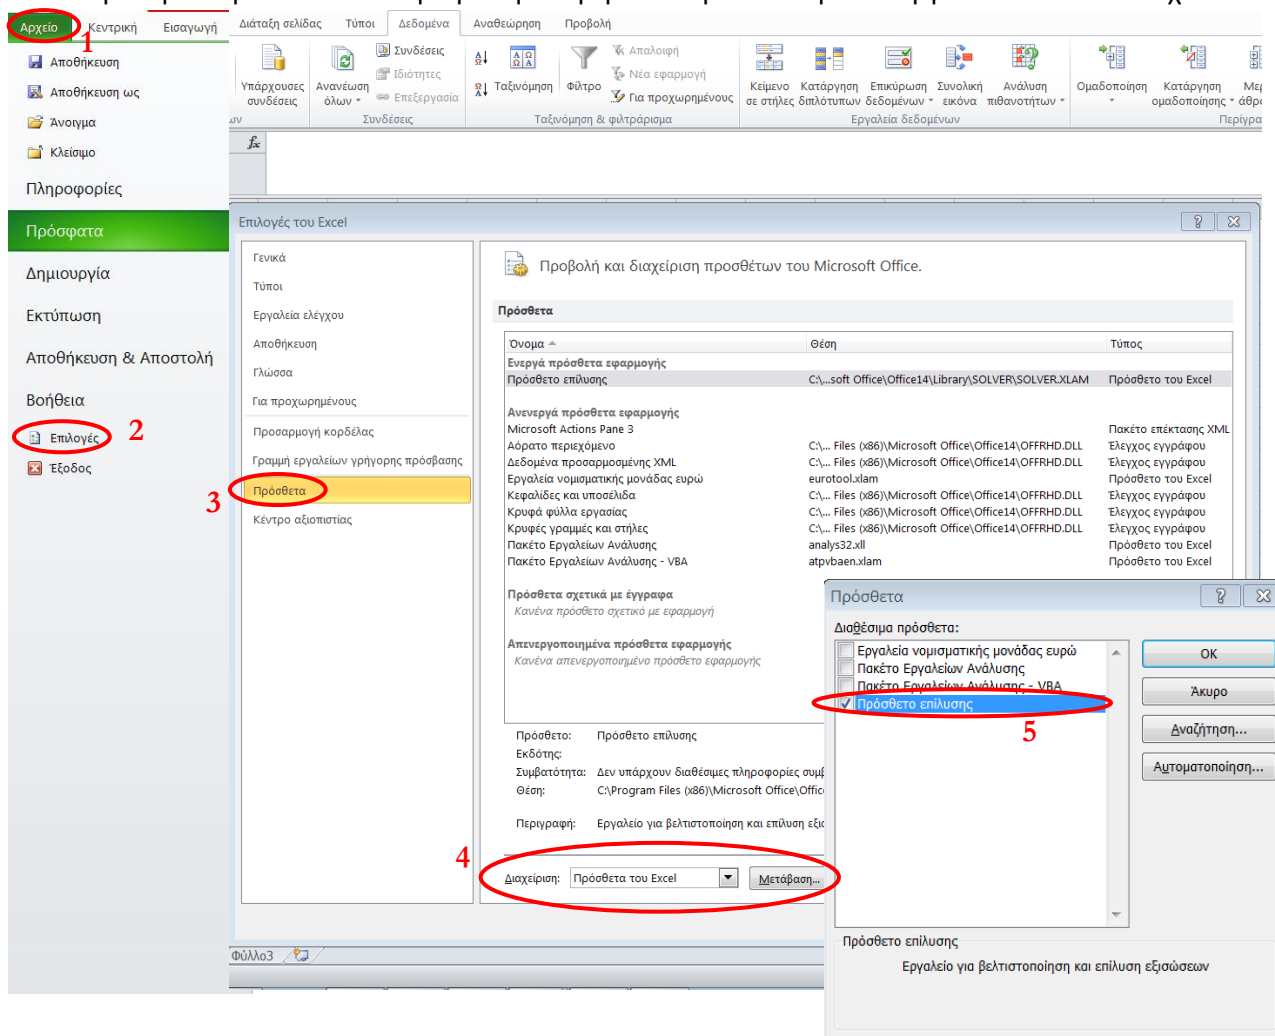 Αρχείο Κεντρική Εισαγωγή Διάταξη σελίδας Τύποι Δεδομένα Αναθεώρηση Προβολή
1
Αποθήκευση
Αποθήκευση ως
Άνοιγμα
Κλείσιμο
Πληροφορίες
Πρόσφατα
Δημιουργία
Εκτύπωση
Αποθήκευση & Αποστολή
Βοήθεια
Επιλογές 2
Έξοδος
Υπάρχουσες συνδέσεις
Ανανέωση όλων
Συνδέσεις
Ιδιότητες
Επεξεργασία
Συνδέσεις
Ταξινόμηση
Φίλτρο
Απαλοιφή
Νέα εφαρμογή
Για προχωρημένους
Ταξινόμηση & φιλτράρισμα
Κείμενο σε στήλες
Κατάργηση διπλότυπων
Επικύρωση δεδομένων
Συνολική εικόνα
Ανάλυση πιθανοτήτων
Εργαλεία δεδομένων
Ομαδοποίηση
Κατάργηση ομαδοποίησης
fx
Επιλογές του Excel
Γενικά
Τύποι
Εργαλεία ελέγχου
Αποθήκευση
Γλώσσα
Για προχωρημένους
Προσαρμογή κορδέλας
Γραμμή εργαλείων γρήγορης πρόσβασης
3 Πρόσθετα
Κέντρο αξιοπιστίας
Προβολή και διαχείριση προσθέτων του Microsoft Office.
Πρόσθετα
Όνομα Θέση Τύπος
Ενεργά πρόσθετα εφαρμογής
Πρόσθετο επίλυσης C:\...soft Office\Office14\Library\SOLVER\SOLVER.XLAM Πρόσθετο του Excel
Ανενεργά πρόσθετα εφαρμογής
Microsoft Actions Pane 3 Πακέτο επέκτασης XML
Αόρατο περιεχόμενο C:\... Files (x86)\Microsoft Office\Office14\OFFRHD.DLL Έλεγχος εγγράφου
Δεδομένα προσαρμοσμένης XML C:\... Files (x86)\Microsoft Office\Office14\OFFRHD.DLL Έλεγχος εγγράφου
Εργαλεία νομισματικής μονάδας ευρώ eurotool.xlam Πρόσθετο του Excel
Κεφαλίδες και υποσέλιδα C:\... Files (x86)\Microsoft Office\Office14\OFFRHD.DLL Έλεγχος εγγράφου
Κρυφά φύλλα εργασίας C:\... Files (x86)\Microsoft Office\Office14\OFFRHD.DLL Έλεγχος εγγράφου
Κρυφές γραμμές και στήλες C:\... Files (x86)\Microsoft Office\Office14\OFFRHD.DLL Έλεγχος εγγράφου
Πακέτο Εργαλείων Ανάλυσης analys32.xll Πρόσθετο του Excel
Πακέτο Εργαλείων Ανάλυσης - VBA atpvbaen.xlam Πρόσθετο του Excel
Πρόσθετα σχετικά με έγγραφα
Κανένα πρόσθετο σχετικό με εφαρμογή
Απενεργοποιημένα πρόσθετα εφαρμογής
Κανένα απενεργοποιημένο πρόσθετο εφαρμογής
Πρόσθετο: Πρόσθετο επίλυσης
Εκδότης:
Συμβατότητα: Δεν υπάρχουν διαθέσιμες πληροφορίες
Θέση: C:\Program Files (x86)\Microsoft Office\
Περιγραφή: Εργαλείο για βελτιστοποίηση και επίλυση
4
Διαχείριση: Πρόσθετα του Excel Μετάβαση...
Πρόσθετα
Διαθέσιμα πρόσθετα:
Εργαλεία νομισματικής μονάδας ευρώ
Πακέτο Εργαλείων Ανάλυσης
Πακέτο Εργαλείων Ανάλυσης - VBA
Πρόσθετο επίλυσης
5
OK
Άκυρο
Αναζήτηση...
Αυτοματοποίηση...
Πρόσθετο επίλυσης
Εργαλείο για βελτιστοποίηση και επίλυση εξισώσεων
Φύλλο3